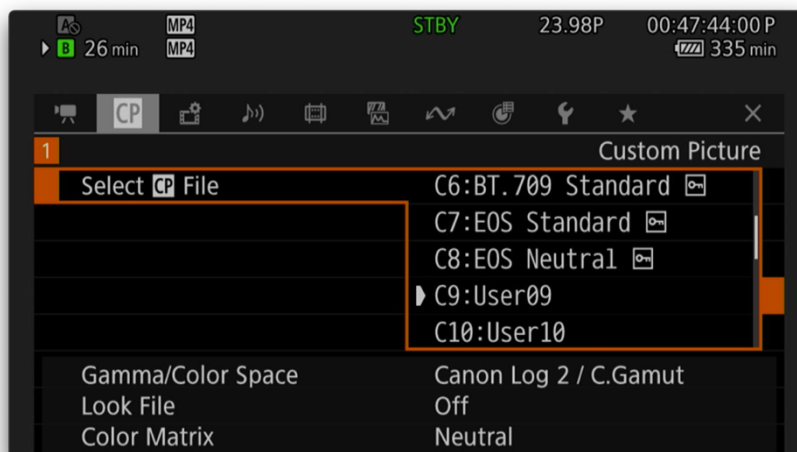 A MP4 STBY 23.98P 00:47:44:00 P
B 26 min MP4 335 min
CP
1 Custom Picture
Select CP File C6:BT.709 Standard
C7:EOS Standard
C8:EOS Neutral
C9:User09
C10:User10
Gamma/Color Space Canon Log 2 / C.Gamut
Look File Off
Color Matrix Neutral